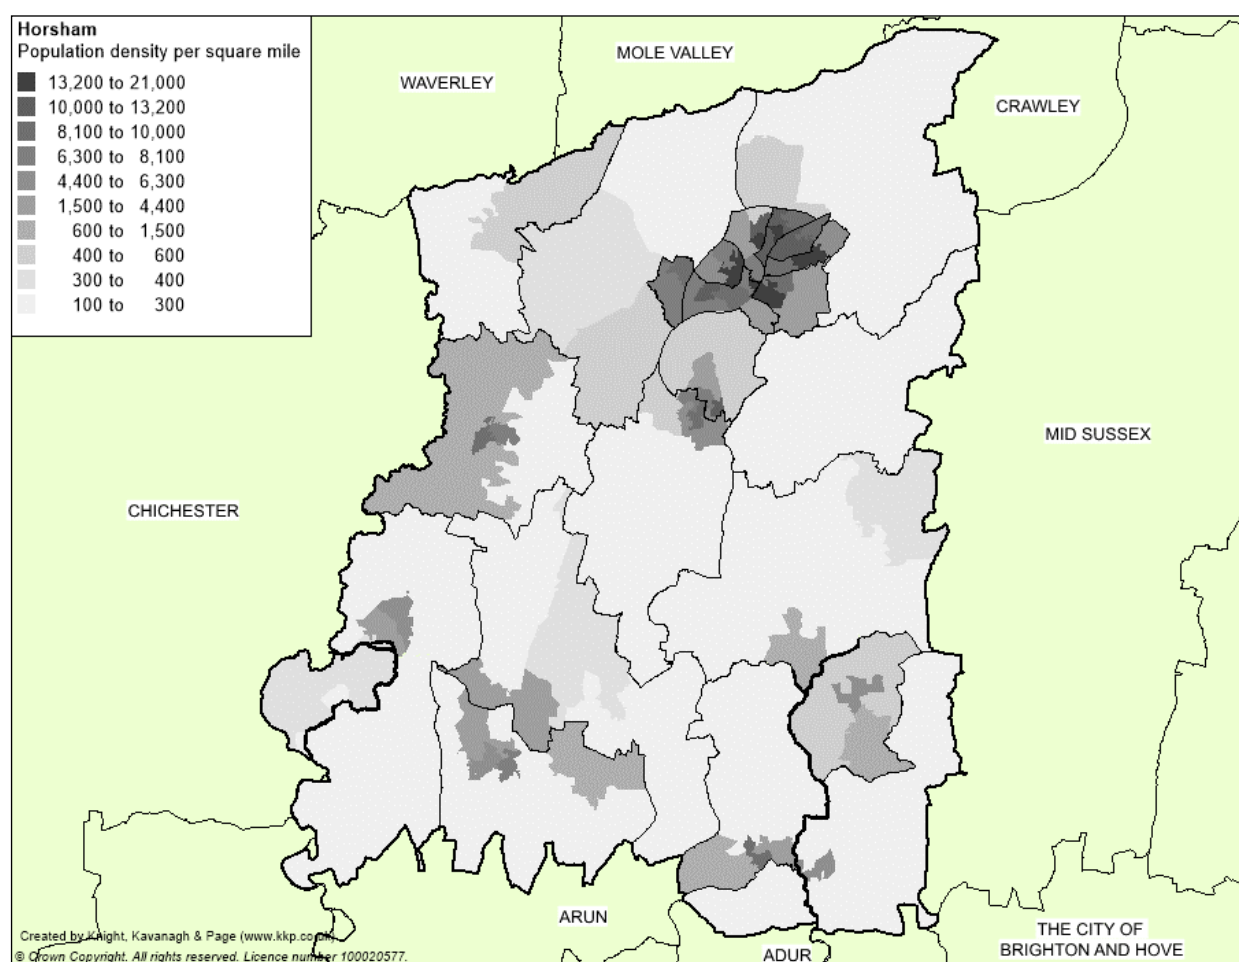 Horsham
Population density per square mile
13,200 to 21,000
10,000 to 13,200
8,100 to 10,000
6,300 to 8,100
4,400 to 6,300
1,500 to 4,400
600 to 1,500
400 to 600
300 to 400
100 to 300
MOLE VALLEY
WAVERLEY
CRAWLEY
MID SUSSEX
CHICHESTER
ARUN
THE CITY OF
BRIGHTON AND HOVE
ADUR
Created by Knight, Kavanagh & Page (www.kkp.co.uk)
© Crown Copyright. All rights reserved. Licence number 100020577.